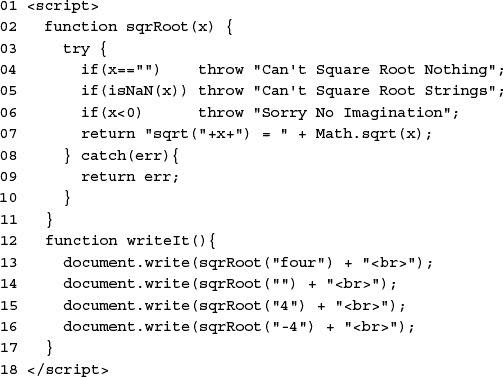 01 <script>
02   function sqrRoot(x) {
03     try {
04       if(x=="")    throw "Can't Square Root Nothing";
05       if(isNaN(x)) throw "Can't Square Root Strings";
06       if(x<0)      throw "Sorry No Imagination";
07       return "sqrt("+x+") = " + Math.sqrt(x);
08     } catch(err){
09       return err;
10     }
11   }
12   function writeIt(){
13     document.write(sqrRoot("four") + "<br>");
14     document.write(sqrRoot("") + "<br>");
15     document.write(sqrRoot("4") + "<br>");
16     document.write(sqrRoot("-4") + "<br>");
17   }
18 </script>